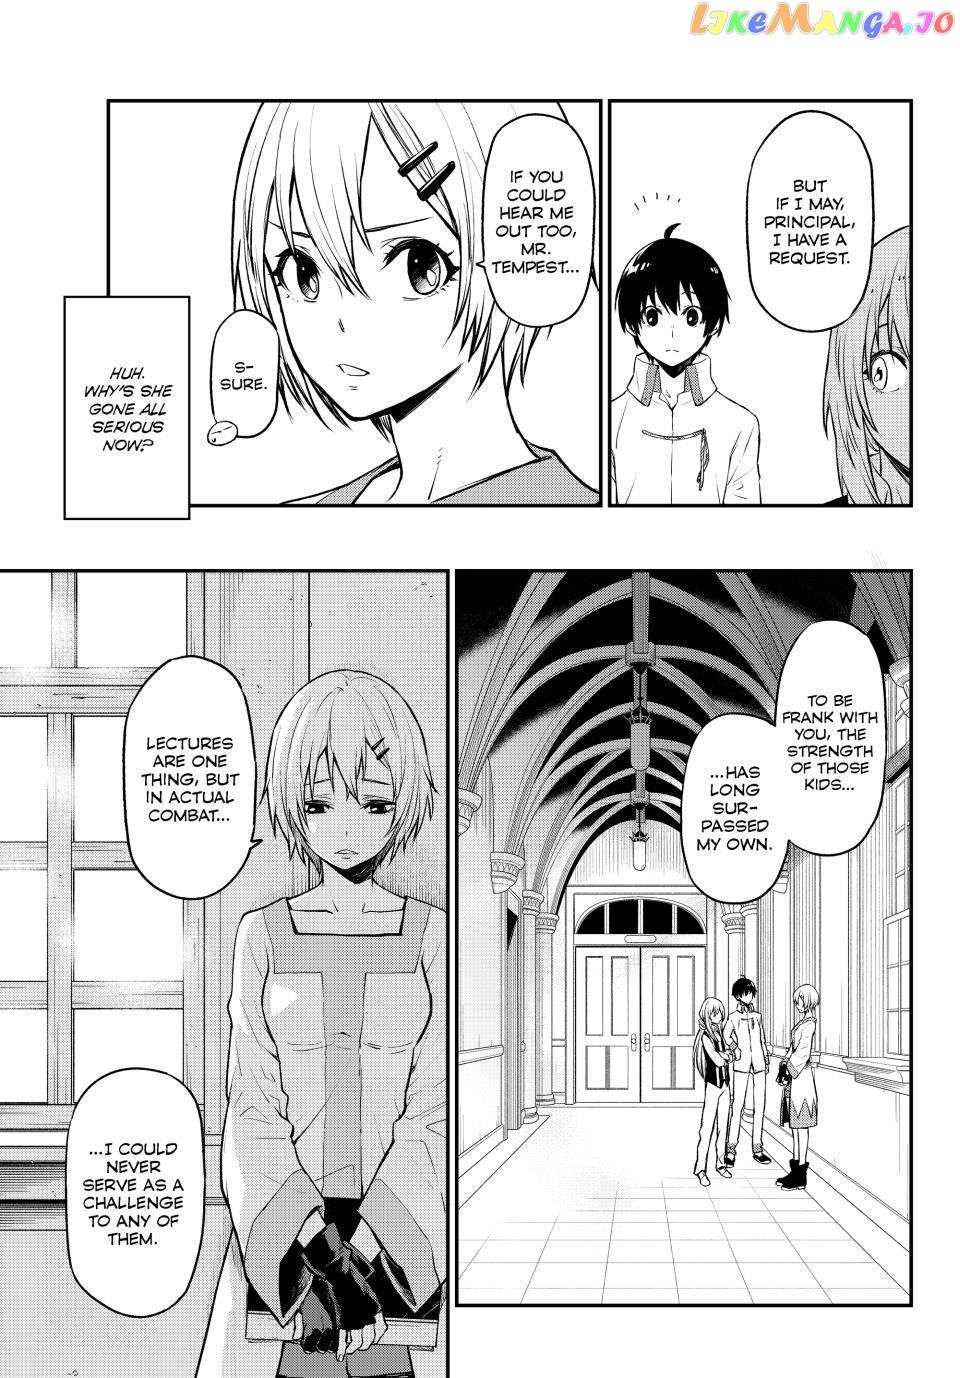 LIKEMANGA.IO
BUT
IF I MAY,
PRINCIPAL,
I HAVE A
REQUEST.
IF YOU
COULD
HEAR ME
OUT TOO,
MR.
TEMPEST...
S-
SURE.
HUH.
WHY'S SHE
GONE ALL
SERIOUS
NOW?
TO BE
FRANK WITH
YOU, THE
STRENGTH
OF THOSE
KIDS...
...HAS
LONG
SUR-
PASSED
MY OWN.
LECTURES
ARE ONE
THING, BUT
IN ACTUAL
COMBAT...
...I COULD
NEVER
SERVE AS A
CHALLENGE
TO ANY OF
THEM.